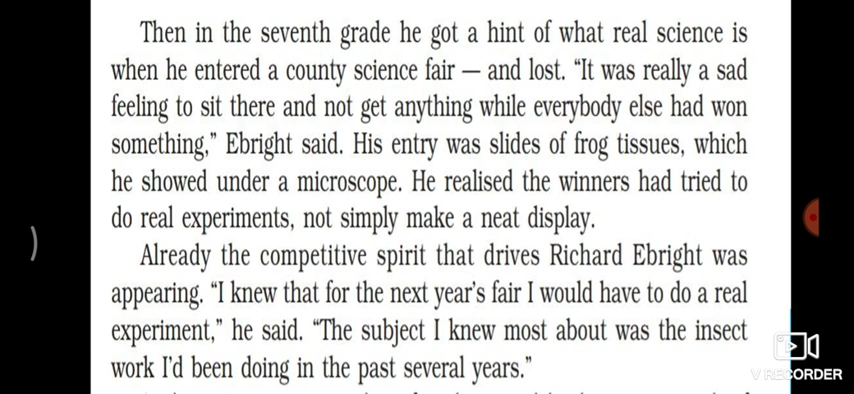 Then in the seventh grade he got a hint of what real science is
when he entered a county science fair — and lost. “It was really a sad
feeling to sit there and not get anything while everybody else had won
something,” Ebright said. His entry was slides of frog tissues, which
he showed under a microscope. He realised the winners had tried to
do real experiments, not simply make a neat display.
Already the competitive spirit that drives Richard Ebright was
appearing. “I knew that for the next year’s fair I would have to do a real
experiment,” he said. “The subject I knew most about was the insect
work I’d been doing in the past several years.”
V RECORDER